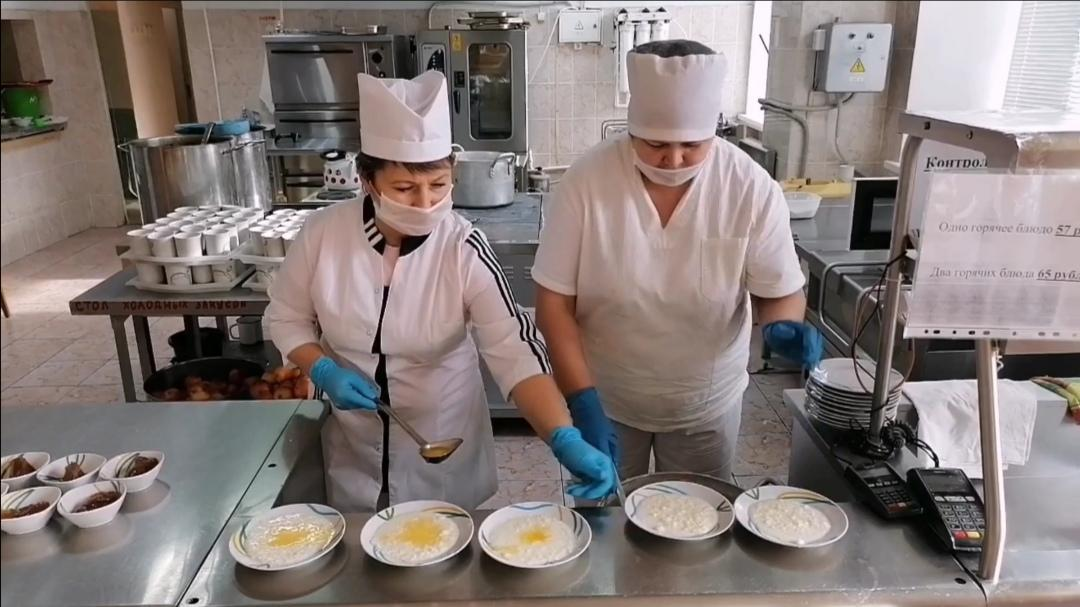 СТОЛ ХОЛОДНЫХ ЗАКУСОК
Контрол
Одно горячее блюдо 57 р
Два горячих блюда 65 рубл